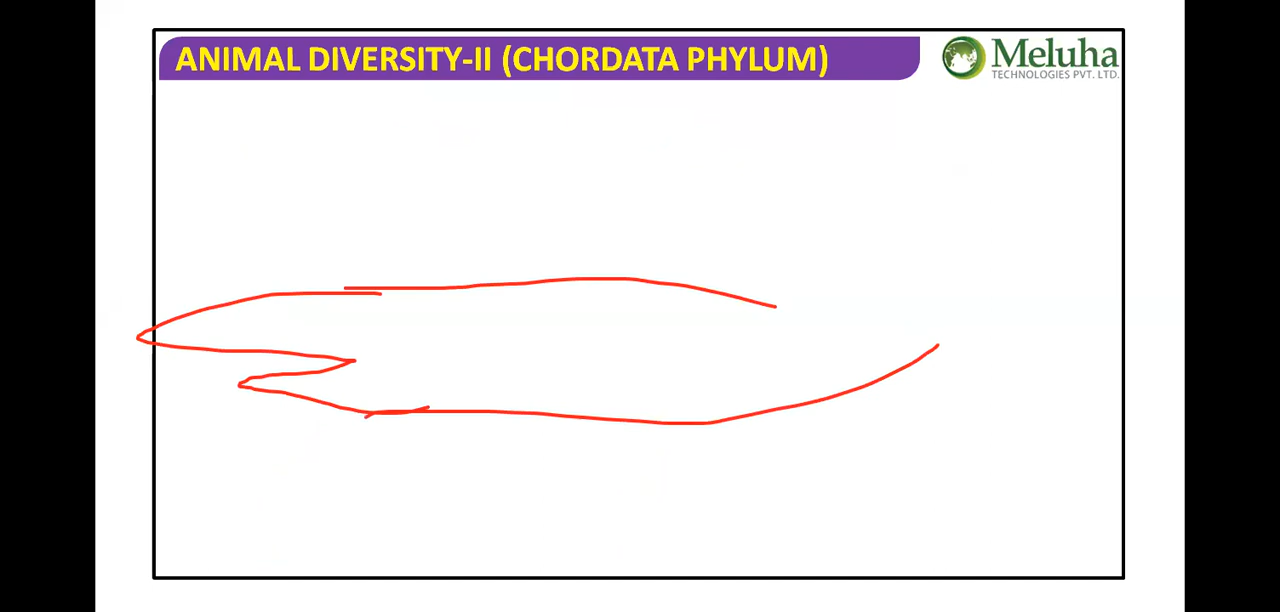 ANIMAL DIVERSITY-II (CHORDATA PHYLUM)
Meluha
TECHNOLOGIES PVT. LTD.